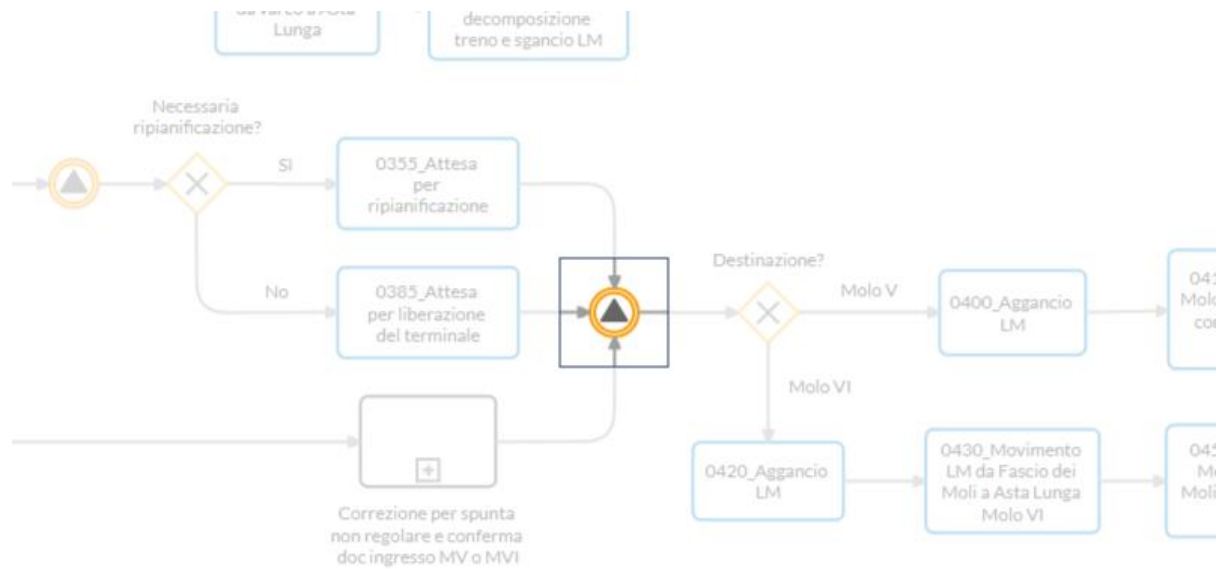 Lunga
decomposizione
treno e sgancio LM
Necessaria
ripianificazione?
SI
0355_Attesa
per
ripianificazione
No
0385_Attesa
per liberazione
del terminale
Destinazione?
Molo V
0400_Aggancio
LM
Molo VI
0420_Aggancio
LM
0430_Movimento
LM da Fascio dei
Moli a Asta Lunga
Molo VI
Correzione per spunta
non regolare e conferma
doc ingresso MV o MVI